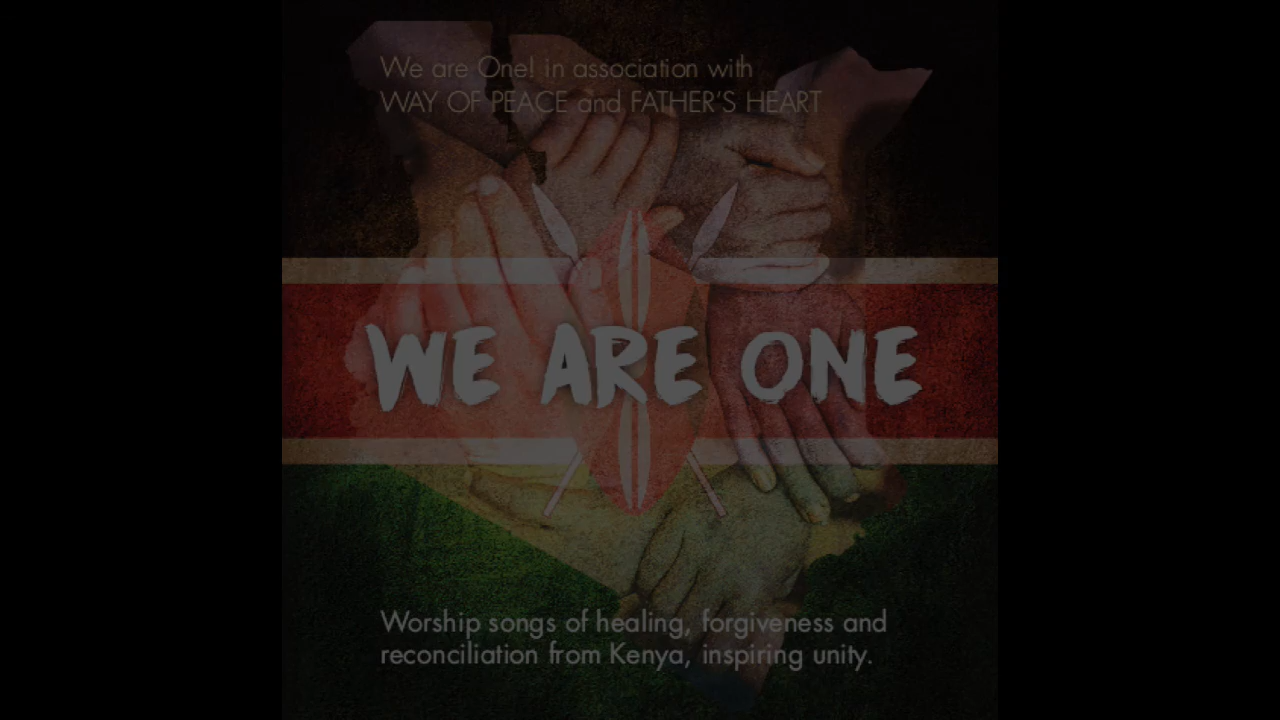 We are One! in association with
WAY OF PEACE and FATHER'S HEART
WE ARE ONE
Worship songs of healing, forgiveness and
reconciliation from Kenya, inspiring unity.